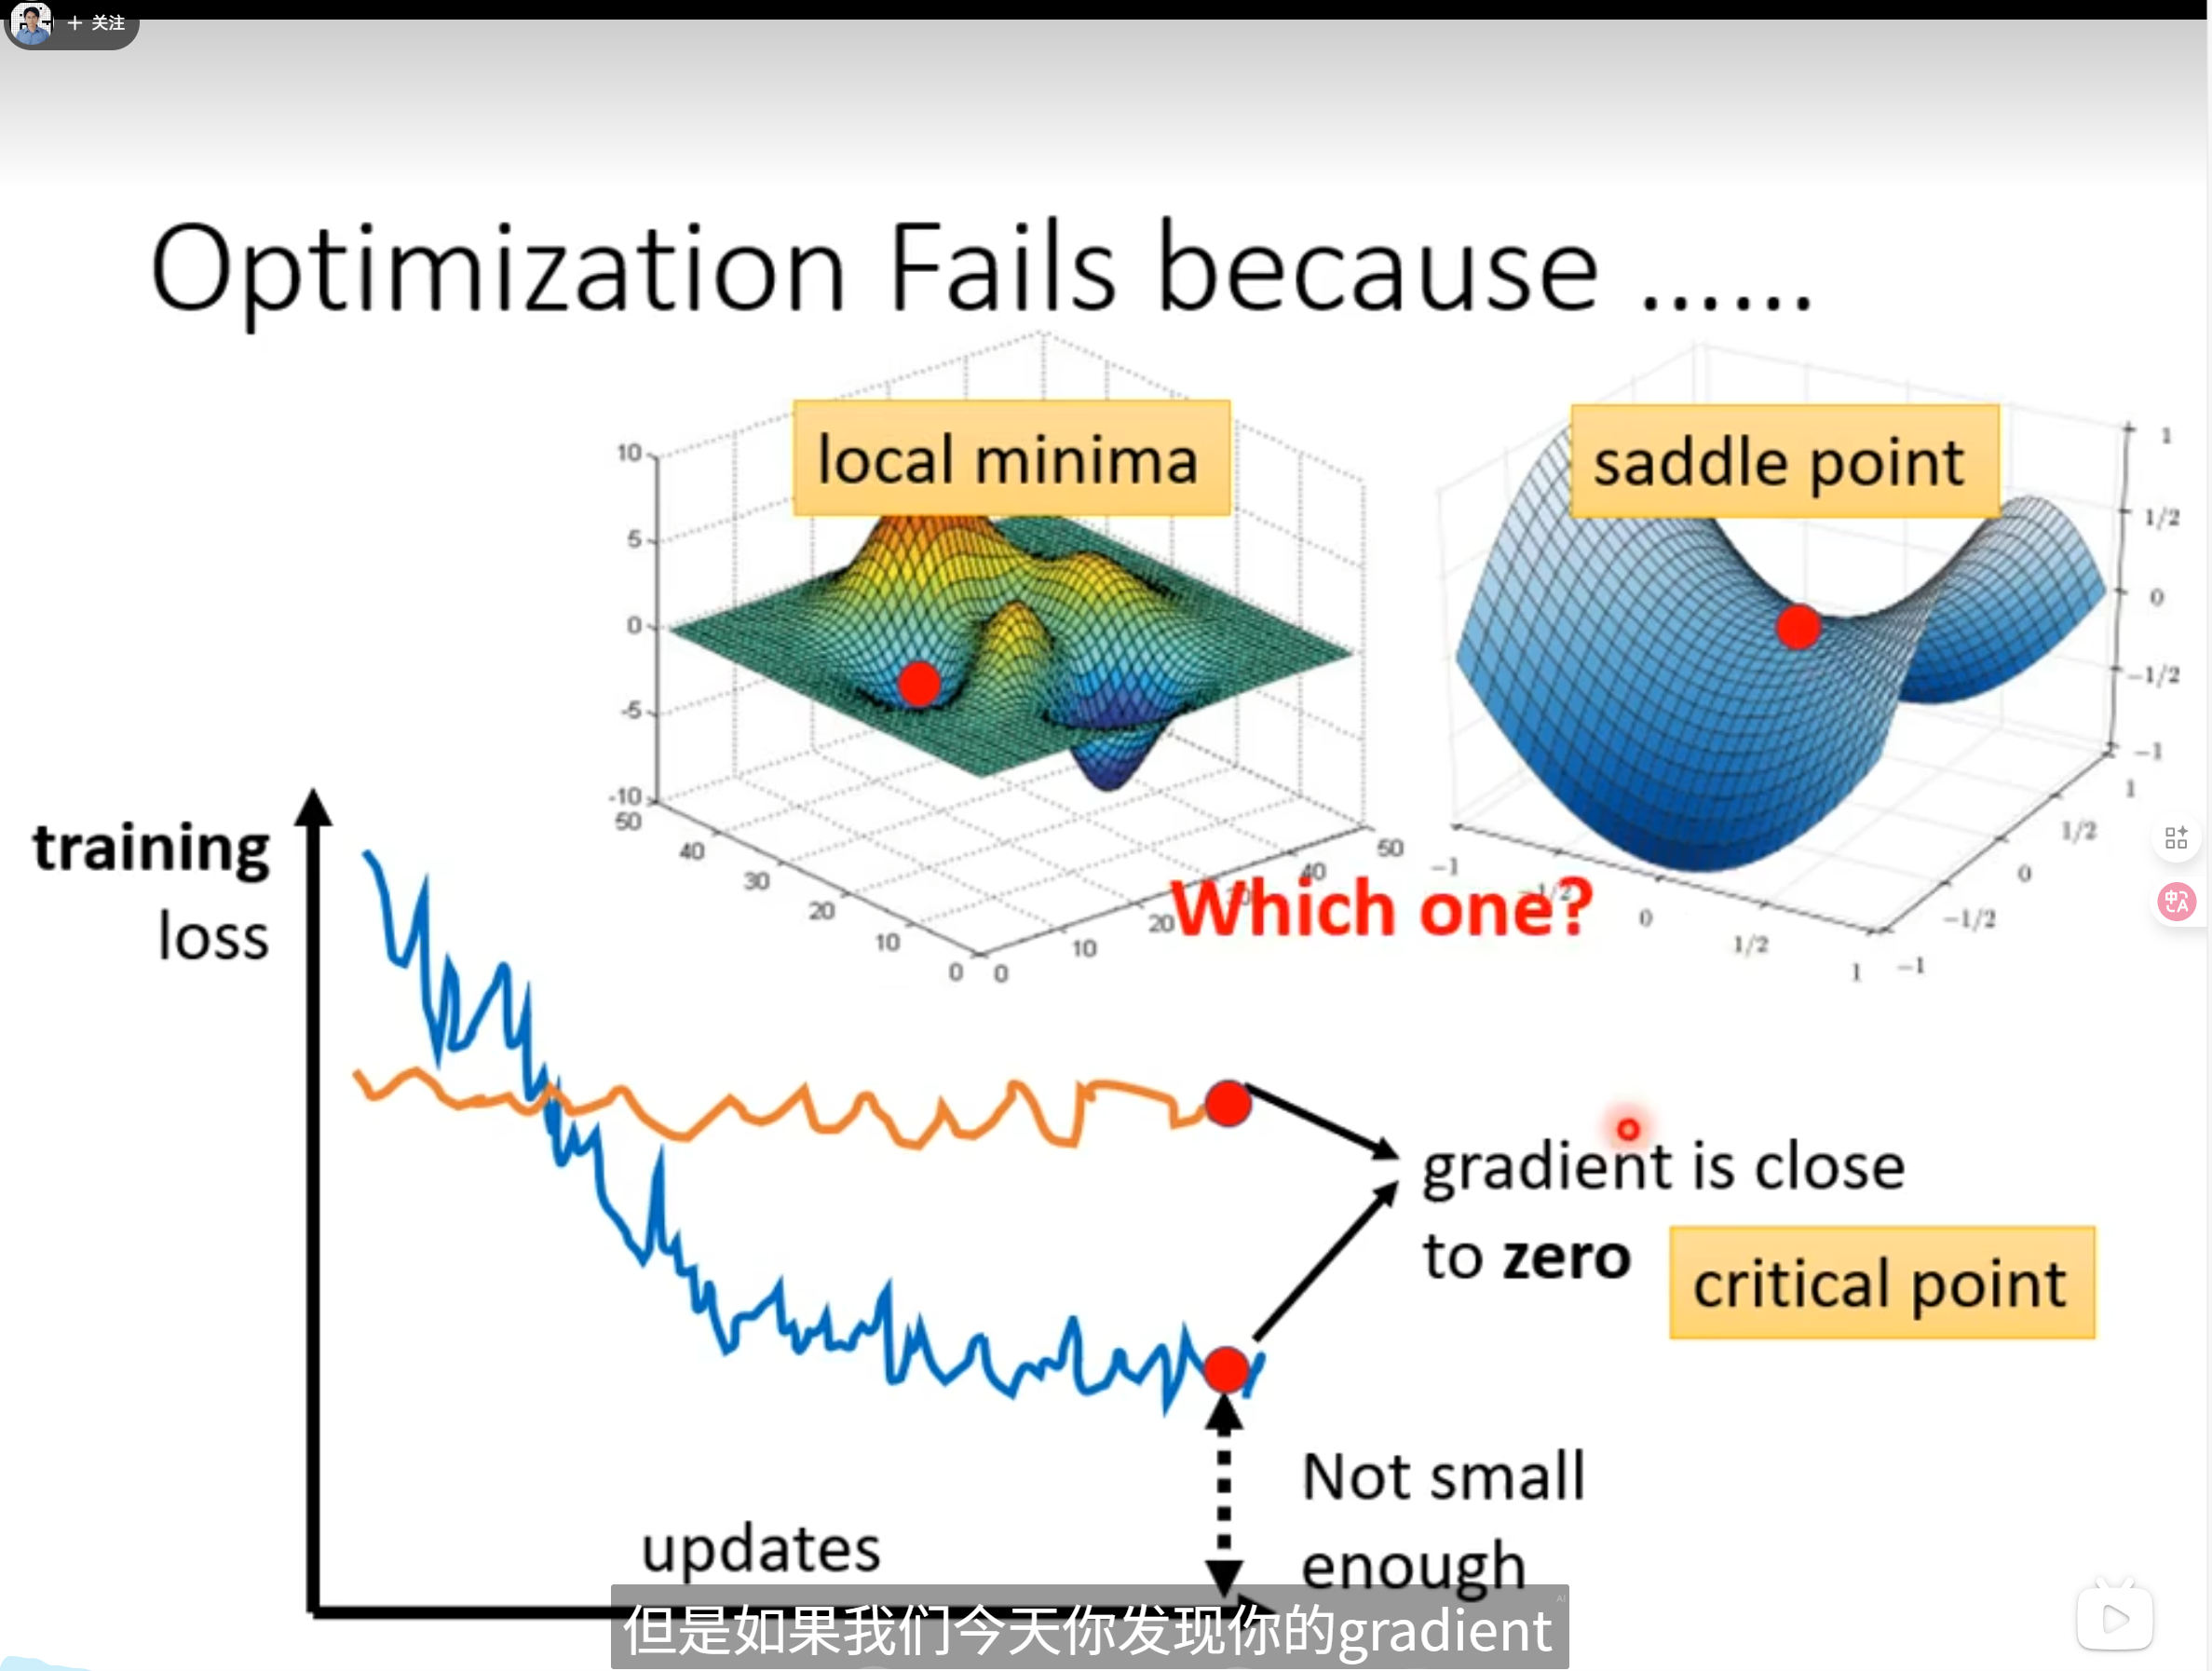 + 关注
Optimization Fails because ......
local minima
saddle point
10
5
0
-5
-10
50
40
30
20
10
0
0
10
20
30
40
50
1
1/2
0
−1/2
−1
1
1/2
0
−1/2
−1
−1
−1/2
0
1/2
1
Which one?
training
loss
gradient is close
to zero
critical point
Not small
enough
updates
但是如果我们今天你发现你的gradient
AI
中A